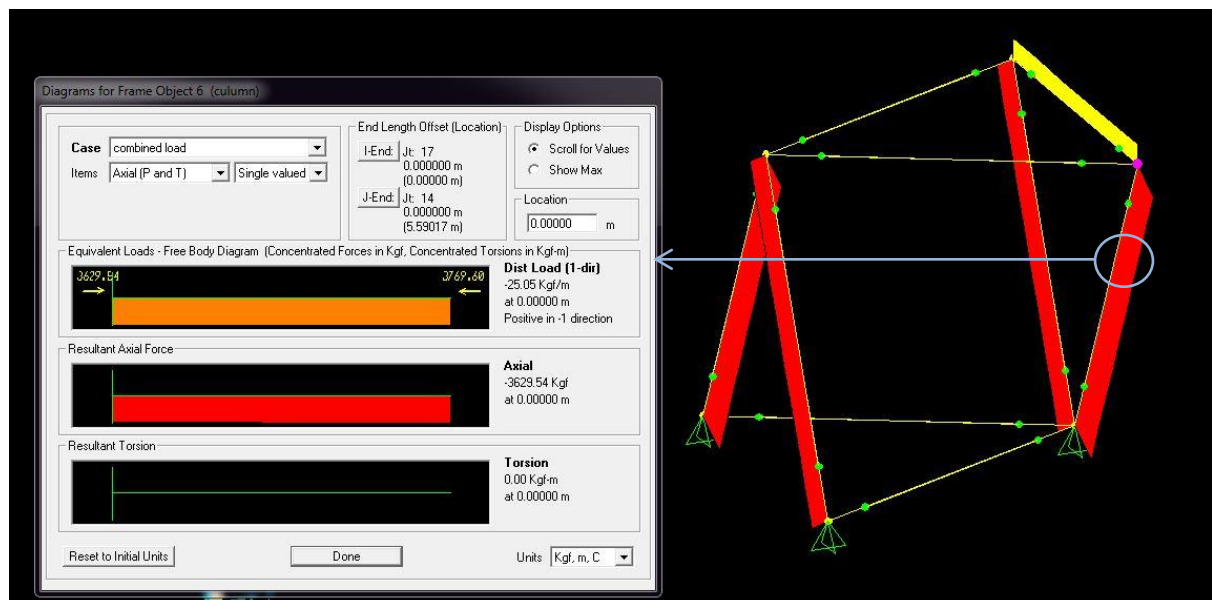 Diagrams for Frame Object 6 (culumn)
Case combined load
Items Axial (P and T) Single valued
End Length Offset (Location)
I-End: Jt: 17
0.000000 m
(0.00000 m)
J-End: Jt: 14
0.000000 m
(5.59017 m)
Display Options
Scroll for Values
Show Max
Location
0.00000 m
Equivalent Loads - Free Body Diagram (Concentrated Forces in Kgf, Concentrated Torsions in Kgf-m)
3629.54 3769.60
Dist Load (1-dir)
-25.05 Kgf/m
at 0.00000 m
Positive in -1 direction
Resultant Axial Force
Axial
-3629.54 Kgf
at 0.00000 m
Resultant Torsion
Torsion
0.00 Kgf-m
at 0.00000 m
Reset to Initial Units Done Units Kgf, m, C